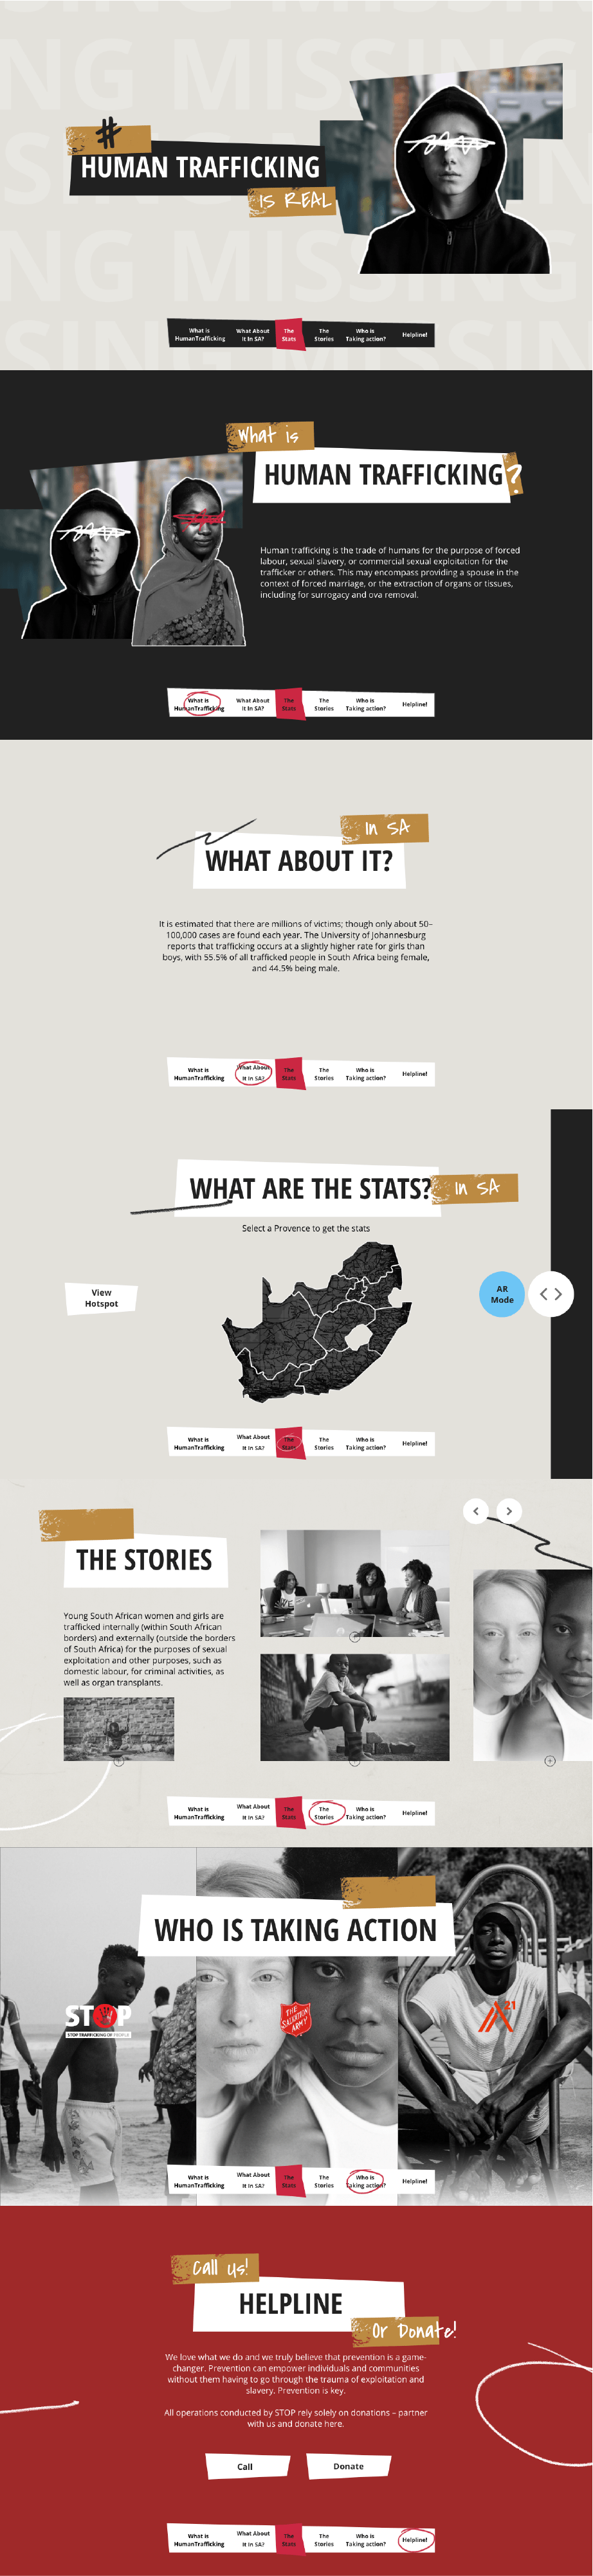 NG MISSING
#
HUMAN TRAFFICKING
IS REAL
NG MISSING
What is
HumanTrafficking
What About
It In SA?
The
Stats
The
Stories
Who is
Taking action?
Helpline!
What is
HUMAN TRAFFICKING?
Human trafficking is the trade of humans for the purpose of forced
labour, sexual slavery, or commercial sexual exploitation for the
trafficker or others. This may encompass providing a spouse in the
context of forced marriage, or the extraction of organs or tissues,
including for surrogacy and ova removal.
What is
HumanTrafficking
What About
It In SA?
The
Stats
The
Stories
Who is
Taking action?
Helpline!
In SA
WHAT ABOUT IT?
It is estimated that there are millions of victims; though only about 50–
100,000 cases are found each year. The University of Johannesburg
reports that trafficking occurs at a slightly higher rate for girls than
boys, with 55.5% of all trafficked people in South Africa being female,
and 44.5% being male.
What is
HumanTrafficking
What About
It In SA?
The
Stats
The
Stories
Who is
Taking action?
Helpline!
WHAT ARE THE STATS?
In SA
Select a Provence to get the stats
View
Hotspot
AR
Mode
What is
HumanTrafficking
What About
It In SA?
The
Stats
The
Stories
Who is
Taking action?
Helpline!
THE STORIES
Young South African women and girls are
trafficked internally (within South African
borders) and externally (outside the borders
of South Africa) for the purposes of sexual
exploitation and other purposes, such as
domestic labour, for criminal activities, as
well as organ transplants.
What is
HumanTrafficking
What About
It In SA?
The
Stats
The
Stories
Who is
Taking action?
Helpline!
WHO IS TAKING ACTION
STOP
STOP TRAFFICKING OF PEOPLE
THE
SALVATION
ARMY
A21
What is
HumanTrafficking
What About
It In SA?
The
Stats
The
Stories
Who is
Taking action?
Helpline!
Call us!
HELPLINE
Or Donate!
We love what we do and we truly believe that prevention is a game-
changer. Prevention can empower individuals and communities
without them having to go through the trauma of exploitation and
slavery. Prevention is key.
All operations conducted by STOP rely solely on donations – partner
with us and donate here.
Call
Donate
What is
HumanTrafficking
What About
It In SA?
The
Stats
The
Stories
Who is
Taking action?
Helpline!